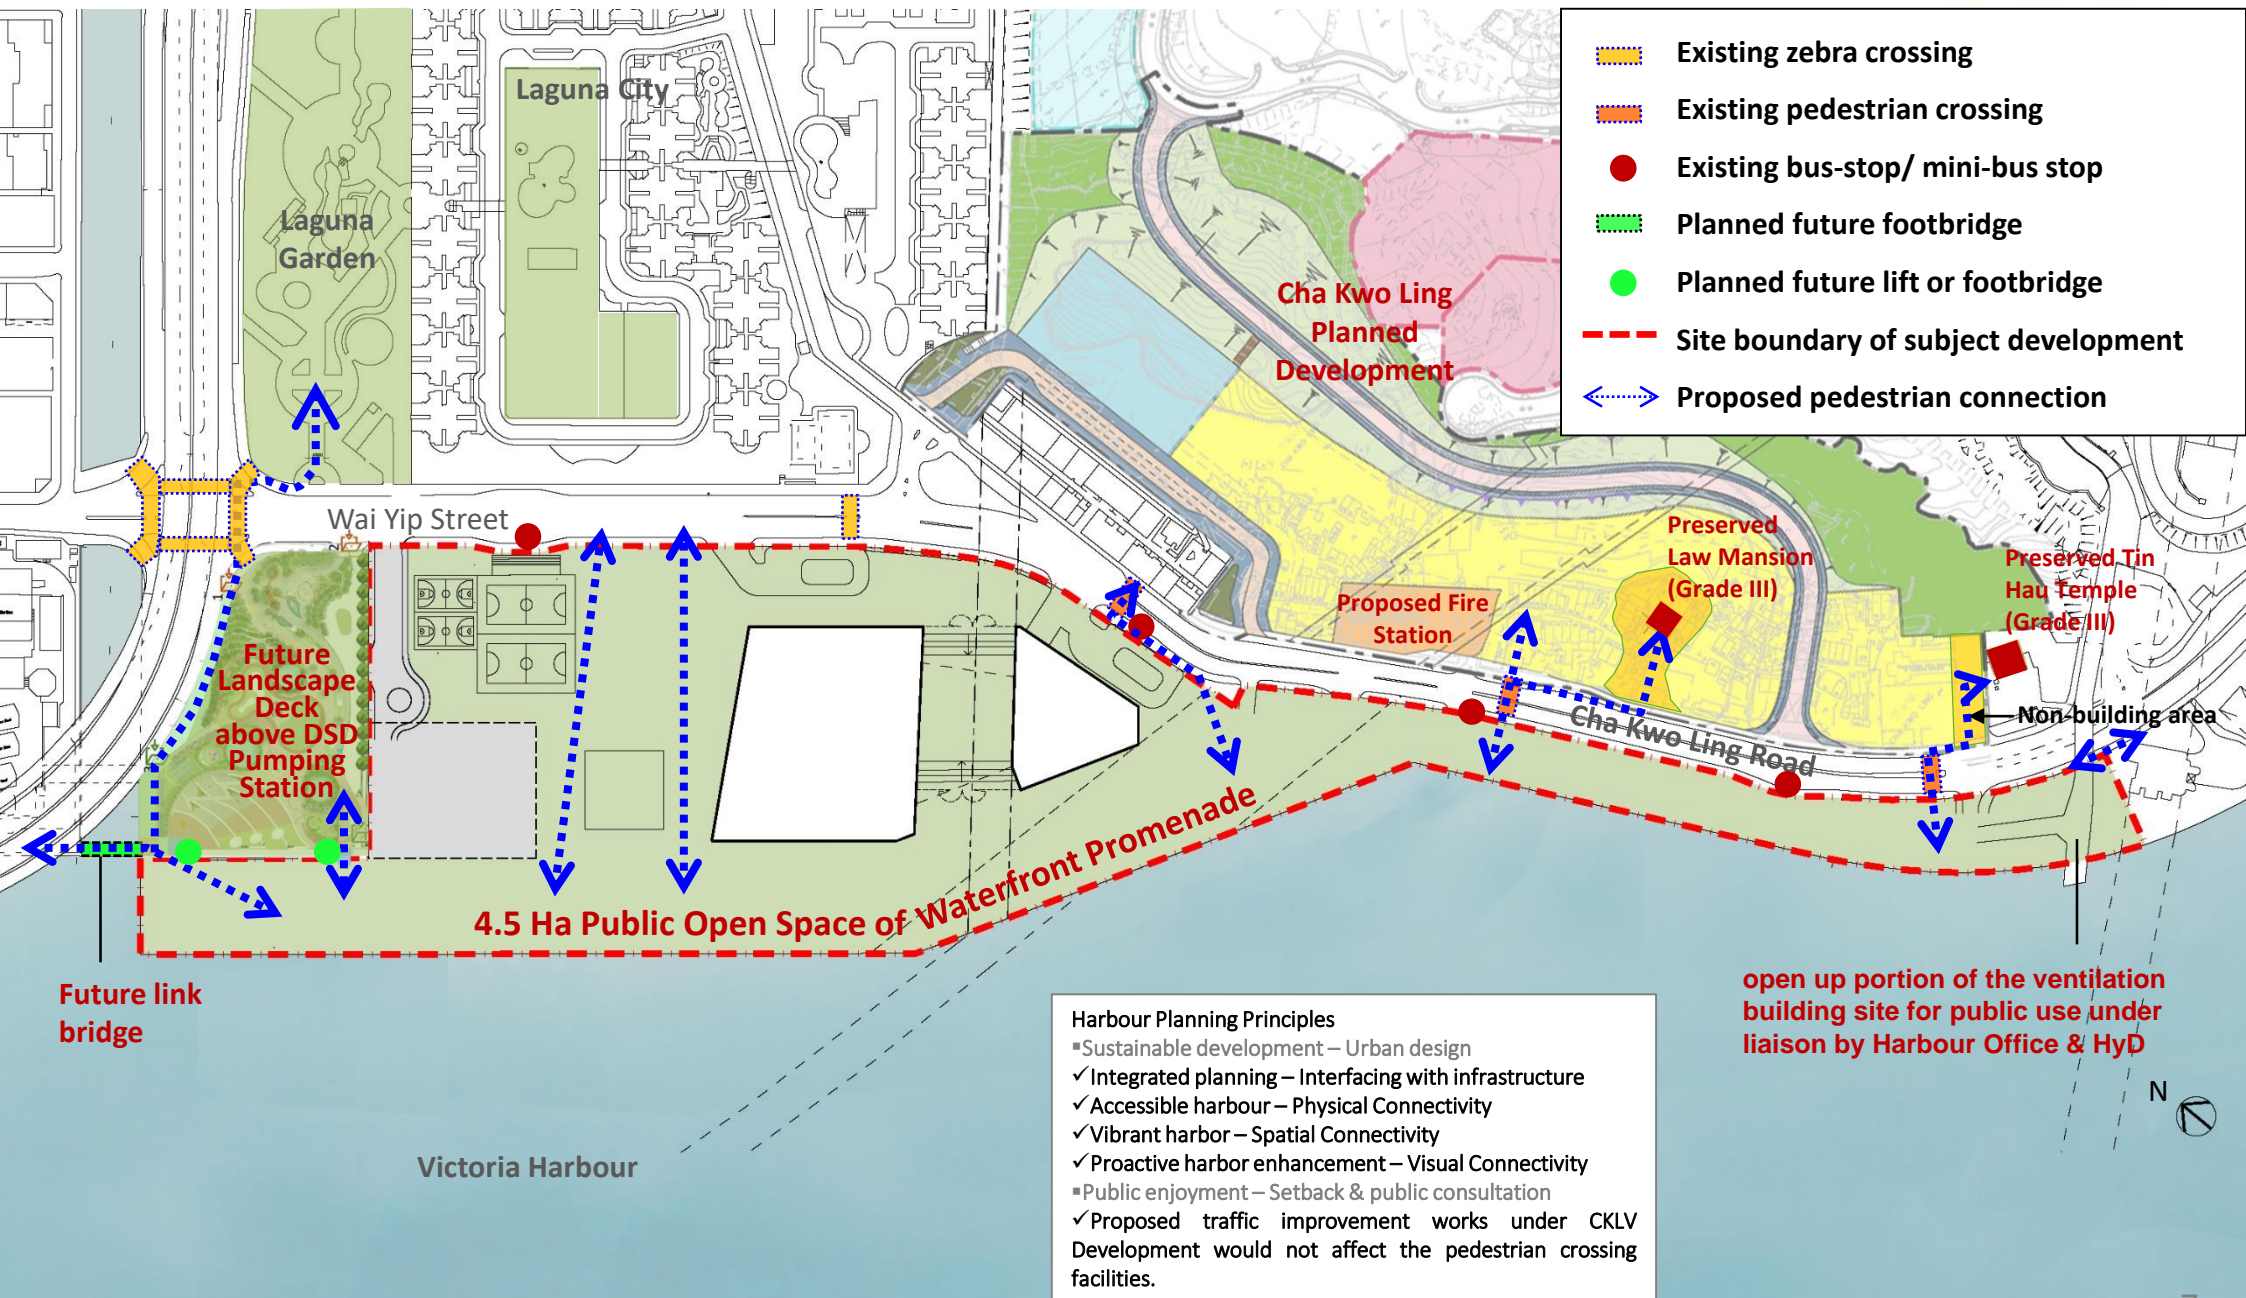 Existing zebra crossing
Existing pedestrian crossing
Existing bus-stop/ mini-bus stop
Planned future footbridge
Planned future lift or footbridge
Site boundary of subject development
Proposed pedestrian connection
Laguna City
Laguna
Garden
Cha Kwo Ling
Planned
Development
Wai Yip Street
Preserved
Law Mansion
(Grade III)
Preserved Tin
Hau Temple
(Grade III)
Proposed Fire
Station
Future
Landscape
Deck
above DSD
Pumping
Station
Non-building area
Cha Kwo Ling Road
4.5 Ha Public Open Space of Waterfront Promenade
Future link
bridge
open up portion of the ventilation
building site for public use under
liaison by Harbour Office & HyD
Harbour Planning Principles
▪Sustainable development – Urban design
✓Integrated planning – Interfacing with infrastructure
✓Accessible harbour – Physical Connectivity
✓Vibrant harbor – Spatial Connectivity
✓Proactive harbor enhancement – Visual Connectivity
▪Public enjoyment – Setback & public consultation
✓Proposed traffic improvement works under CKLV
Development would not affect the pedestrian crossing
facilities.
N
Victoria Harbour